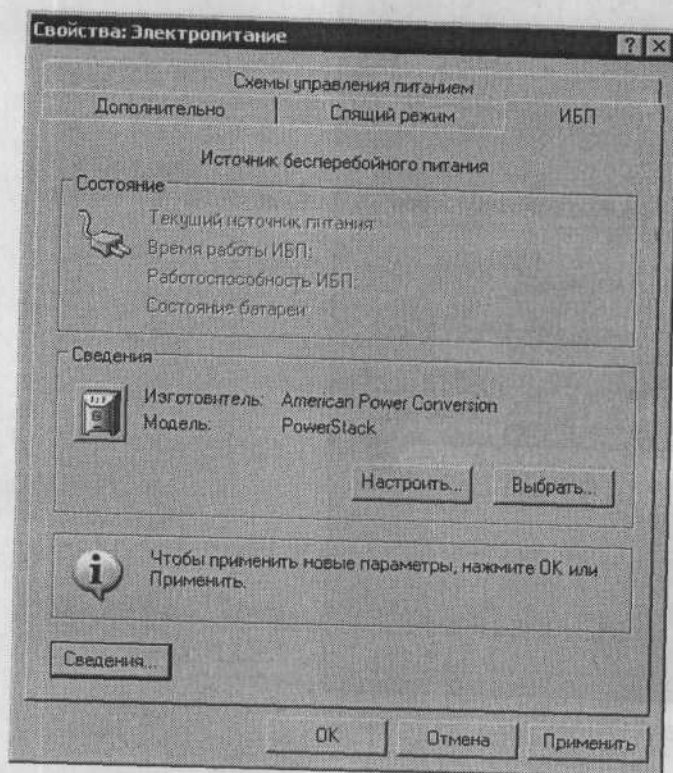 Свойства: Электропитание
Схемы управления питанием
Дополнительно Спящий режим ИБП
Источник бесперебойного питания
Состояние
Текущий источник питания:
Время работы ИБП:
Работоспособность ИБП:
Состояние батареи:
Сведения
Изготовитель: American Power Conversion
Модель: PowerStack
Настроить... Выбрать...
Чтобы применить новые параметры, нажмите OK или
Применить.
Сведения...
OK Отмена Применить